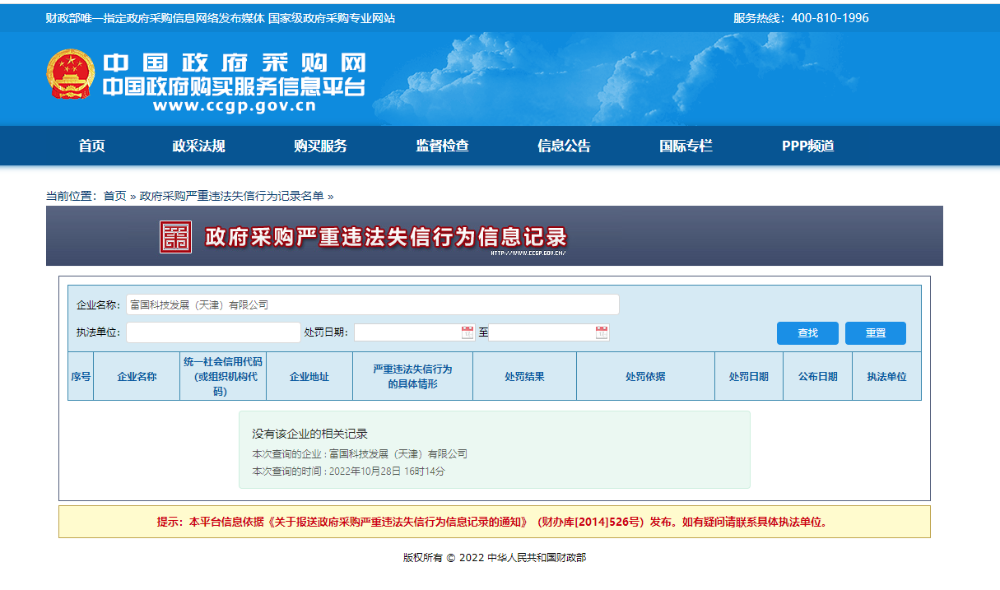 财政部唯一指定政府采购信息网络发布媒体 国家级政府采购专业网站
服务热线：400-810-1996
中国政府采购网
中国政府购买服务信息平台
www.ccgp.gov.cn
首页 政采法规 购买服务 监督检查 信息公告 国际专栏 PPP频道
当前位置：首页 » 政府采购严重违法失信行为记录名单 »
政府采购严重违法失信行为信息记录
HTTP://WWW.CCGP.GOV.CN/
企业名称：富国科技发展（天津）有限公司
执法单位： 处罚日期： 至 查找 重置
序号 企业名称 统一社会信用代码（或组织机构代码） 企业地址 严重违法失信行为的具体情形 处罚结果 处罚依据 处罚日期 公布日期 执法单位
没有该企业的相关记录
本次查询的企业 : 富国科技发展（天津）有限公司
本次查询的时间 : 2022年10月28日 16时14分
提示：本平台信息依据《关于报送政府采购严重违法失信行为信息记录的通知》（财办库[2014]526号）发布。如有疑问请联系具体执法单位。
版权所有 © 2022 中华人民共和国财政部